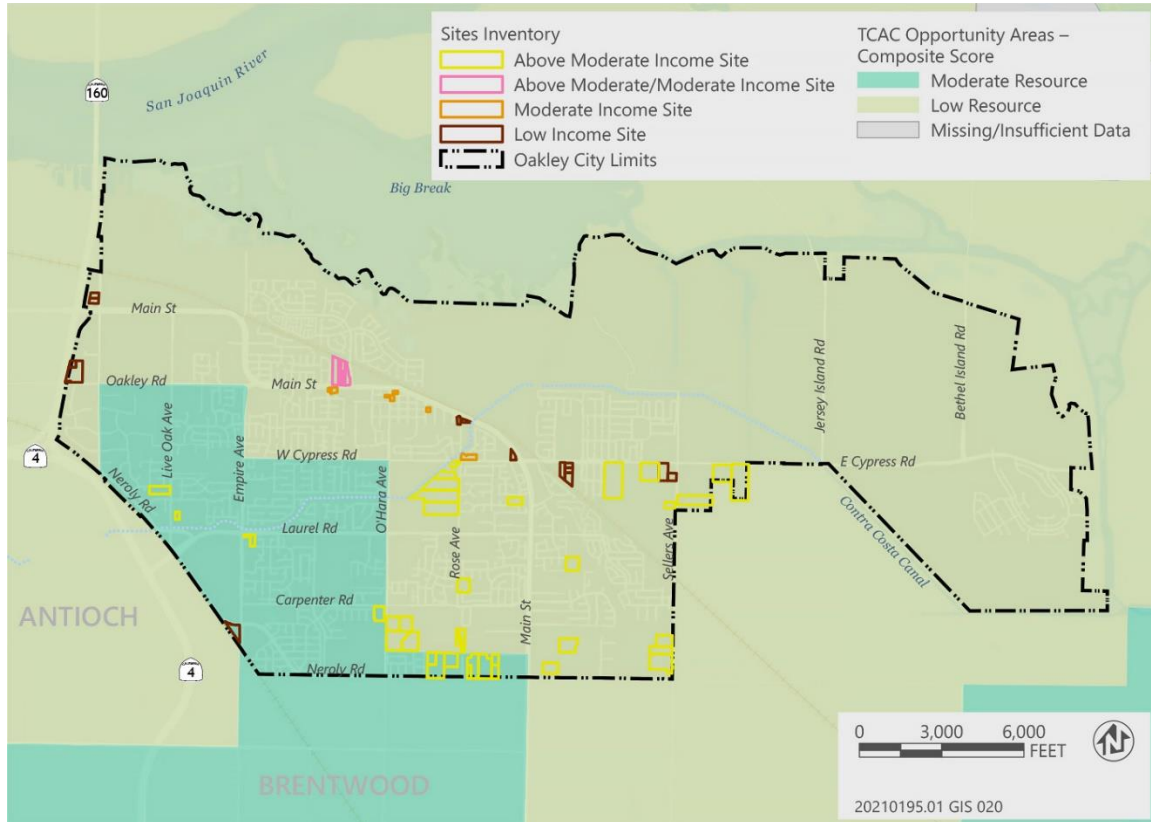 Sites Inventory
Above Moderate Income Site
Above Moderate/Moderate Income Site
Moderate Income Site
Low Income Site
Oakley City Limits
TCAC Opportunity Areas –
Composite Score
Moderate Resource
Low Resource
Missing/Insufficient Data
160
San Joaquin River
Big Break
Main St
Oakley Rd
Main St
Jersey Island Rd
Bethel Island Rd
Live Oak Ave
Empire Ave
W Cypress Rd
O'Hara Ave
E Cypress Rd
4
Neroly Rd
Laurel Rd
Rose Ave
Sellers Ave
Contra Costa Canal
ANTIOCH
Carpenter Rd
Main St
4
Neroly Rd
BRENTWOOD
0 3,000 6,000
FEET
N
20210195.01 GIS 020